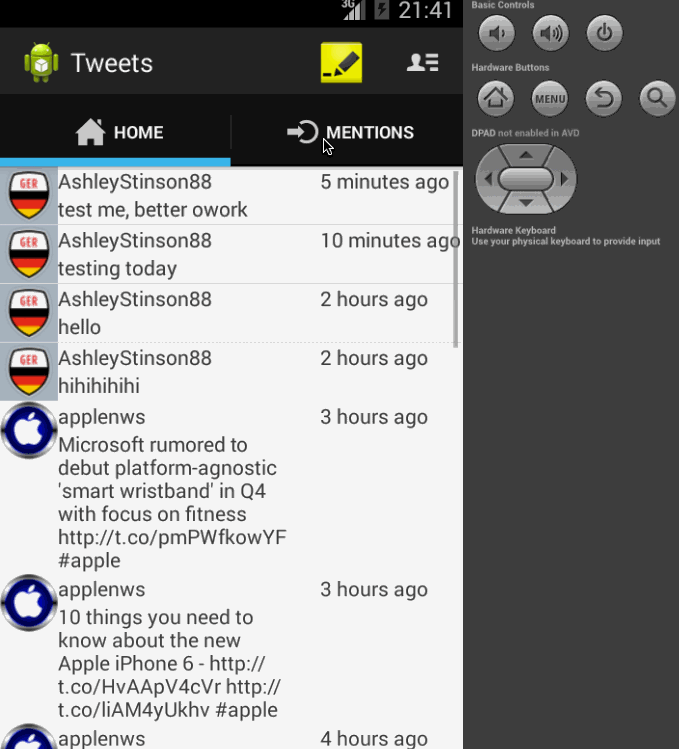 3G 21:41
Tweets
HOME
MENTIONS
GER
AshleyStinson88 5 minutes ago
test me, better owork
GER
AshleyStinson88 10 minutes ago
testing today
GER
AshleyStinson88 2 hours ago
hello
GER
AshleyStinson88 2 hours ago
hihihihihi
applenws 3 hours ago
Microsoft rumored to
debut platform-agnostic
'smart wristband' in Q4
with focus on fitness
http://t.co/pmPWfkowYF
#apple
applenws 3 hours ago
10 things you need to
know about the new
Apple iPhone 6 - http://
t.co/HvAApV4cVr http://
t.co/liAM4yUkhv #apple
applenws 4 hours ago
Basic Controls
Hardware Buttons
MENU
DPAD not enabled in AVD
Hardware Keyboard
Use your physical keyboard to provide input